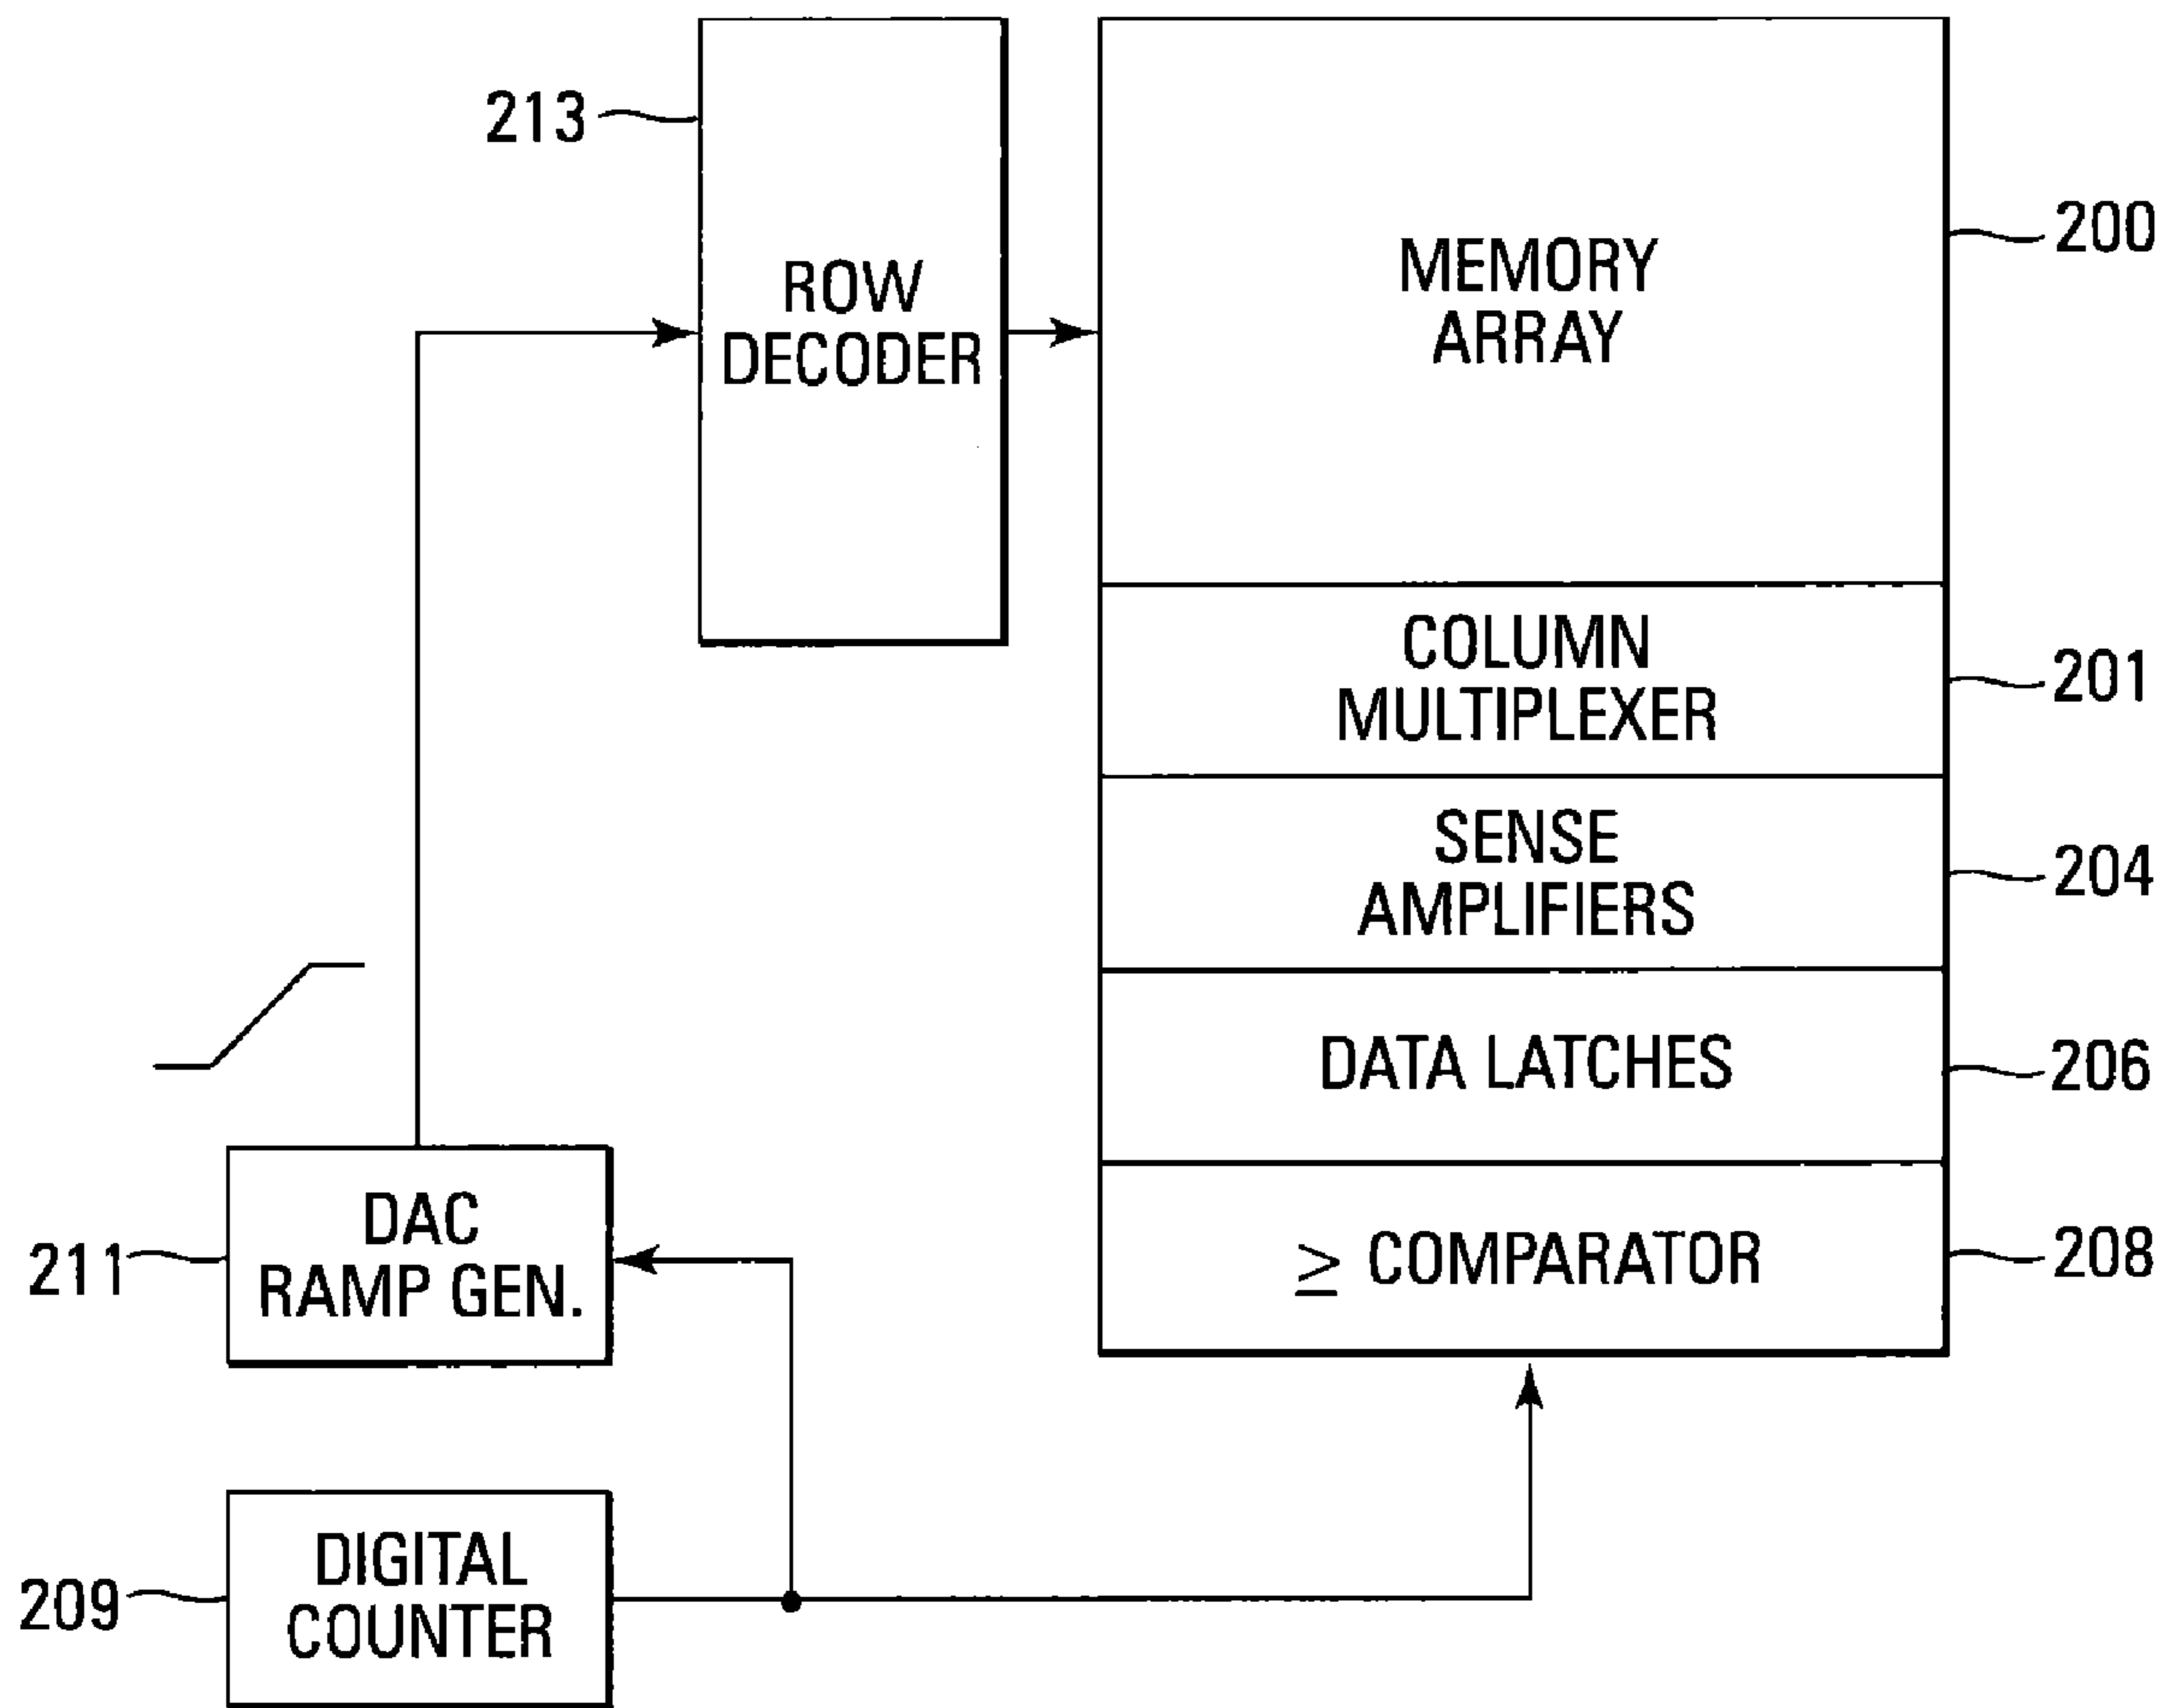 213
ROW
DECODER
MEMORY
ARRAY
200
COLUMN
MULTIPLEXER
201
SENSE
AMPLIFIERS
204
DATA LATCHES
206
≥ COMPARATOR
208
DAC
RAMP GEN.
211
DIGITAL
COUNTER
209